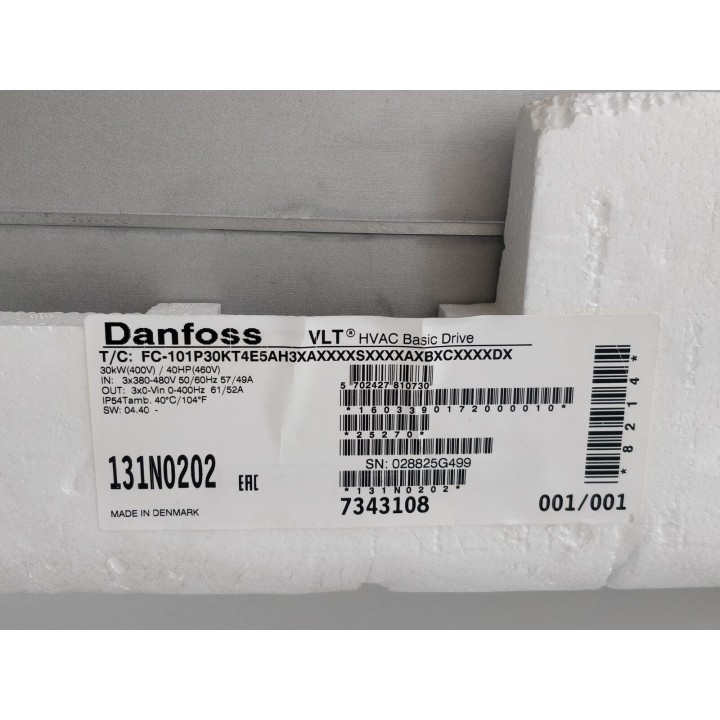 Danfoss VLT® HVAC Basic Drive
T/C: FC-101P30KT4E5AH3XAXXXXSXXXXAXBXCXXXXDX
30kW(400V) / 40HP(460V)
IN: 3x380-480V 50/60Hz 57/49A
OUT: 3x0-Vin 0-400Hz 61/52A
IP54Tamb. 40°C/104°F
SW: 04.40 -
5 702427 810730
*1603390172000010*
*25270*
SN: 028825G499
*131N0202*
7343108
131N0202 EAC
MADE IN DENMARK
*8214*
001/001